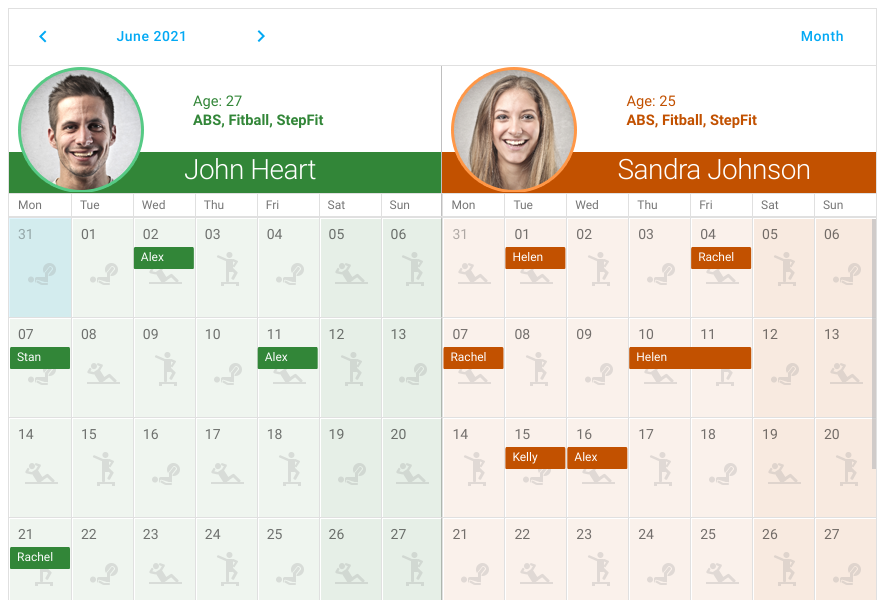 June 2021
Month
Age: 27
ABS, Fitball, StepFit
John Heart
Age: 25
ABS, Fitball, StepFit
Sandra Johnson
Mon Tue Wed Thu Fri Sat Sun Mon Tue Wed Thu Fri Sat Sun
31 01 02 03 04 05 06 31 01 02 03 04 05 06
Alex Helen Rachel
07 08 09 10 11 12 13 07 08 09 10 11 12 13
Stan Alex Rachel Helen
14 15 16 17 18 19 20 14 15 16 17 18 19 20
Kelly Alex
21 22 23 24 25 26 27 21 22 23 24 25 26 27
Rachel